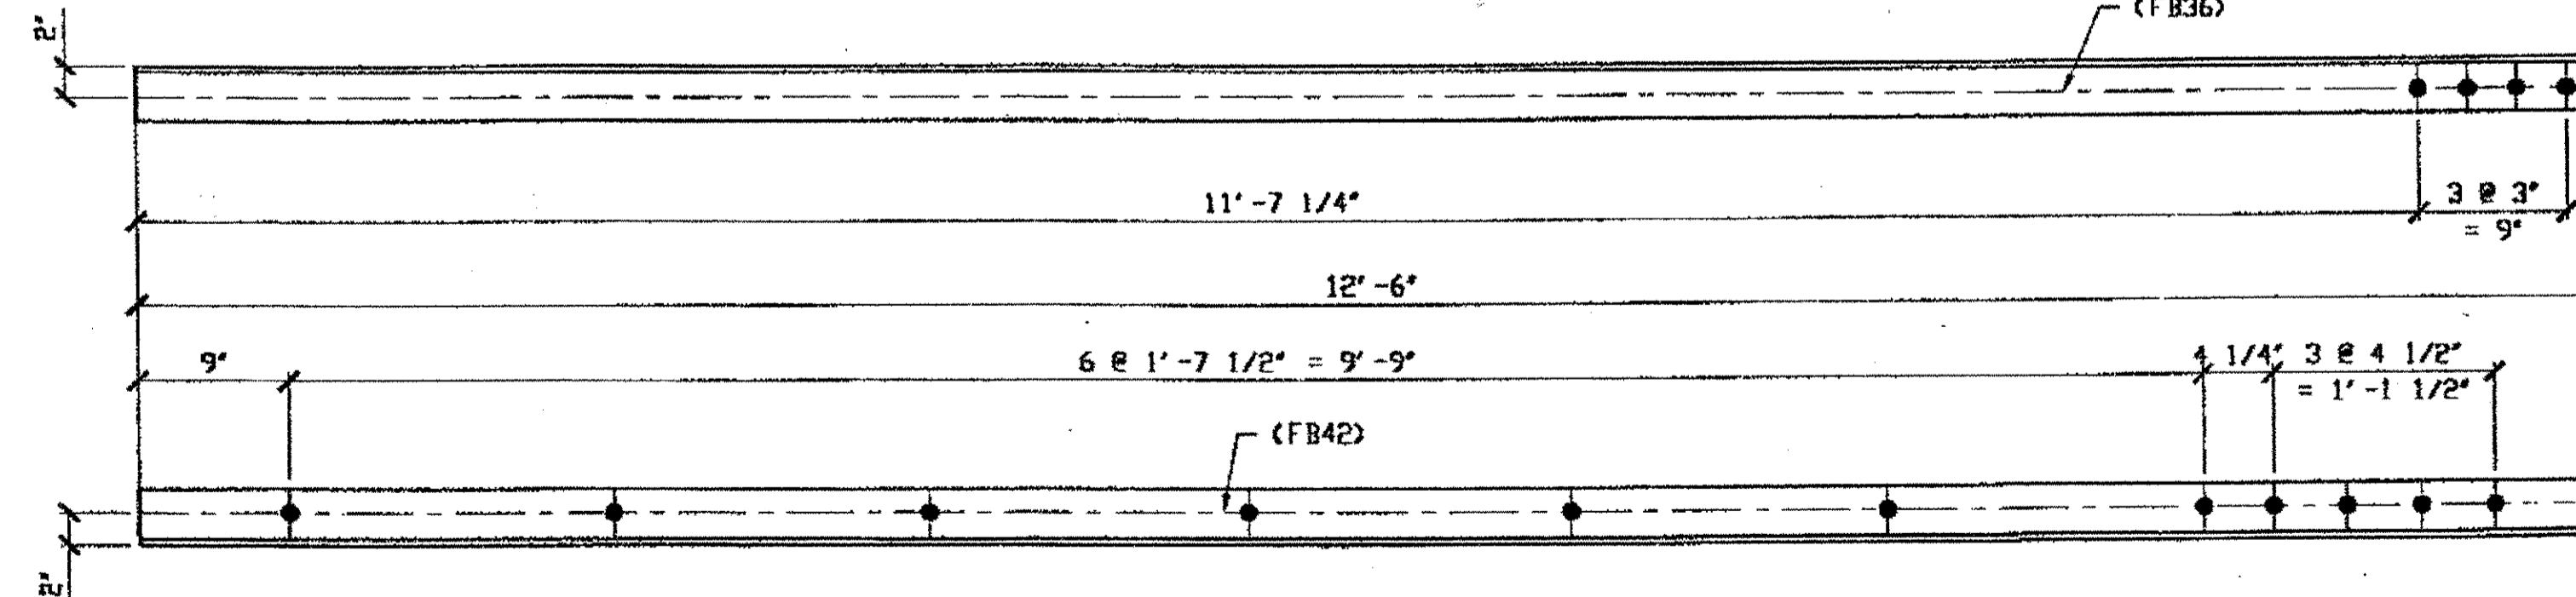 (FB36)
2"
11'-7 1/4"
3 @ 3"
= 9"
12'-6"
9"
6 @ 1'-7 1/2" = 9'-9"
4 1/4"
3 @ 4 1/2"
= 1'-1 1/2"
(FB42)
2"